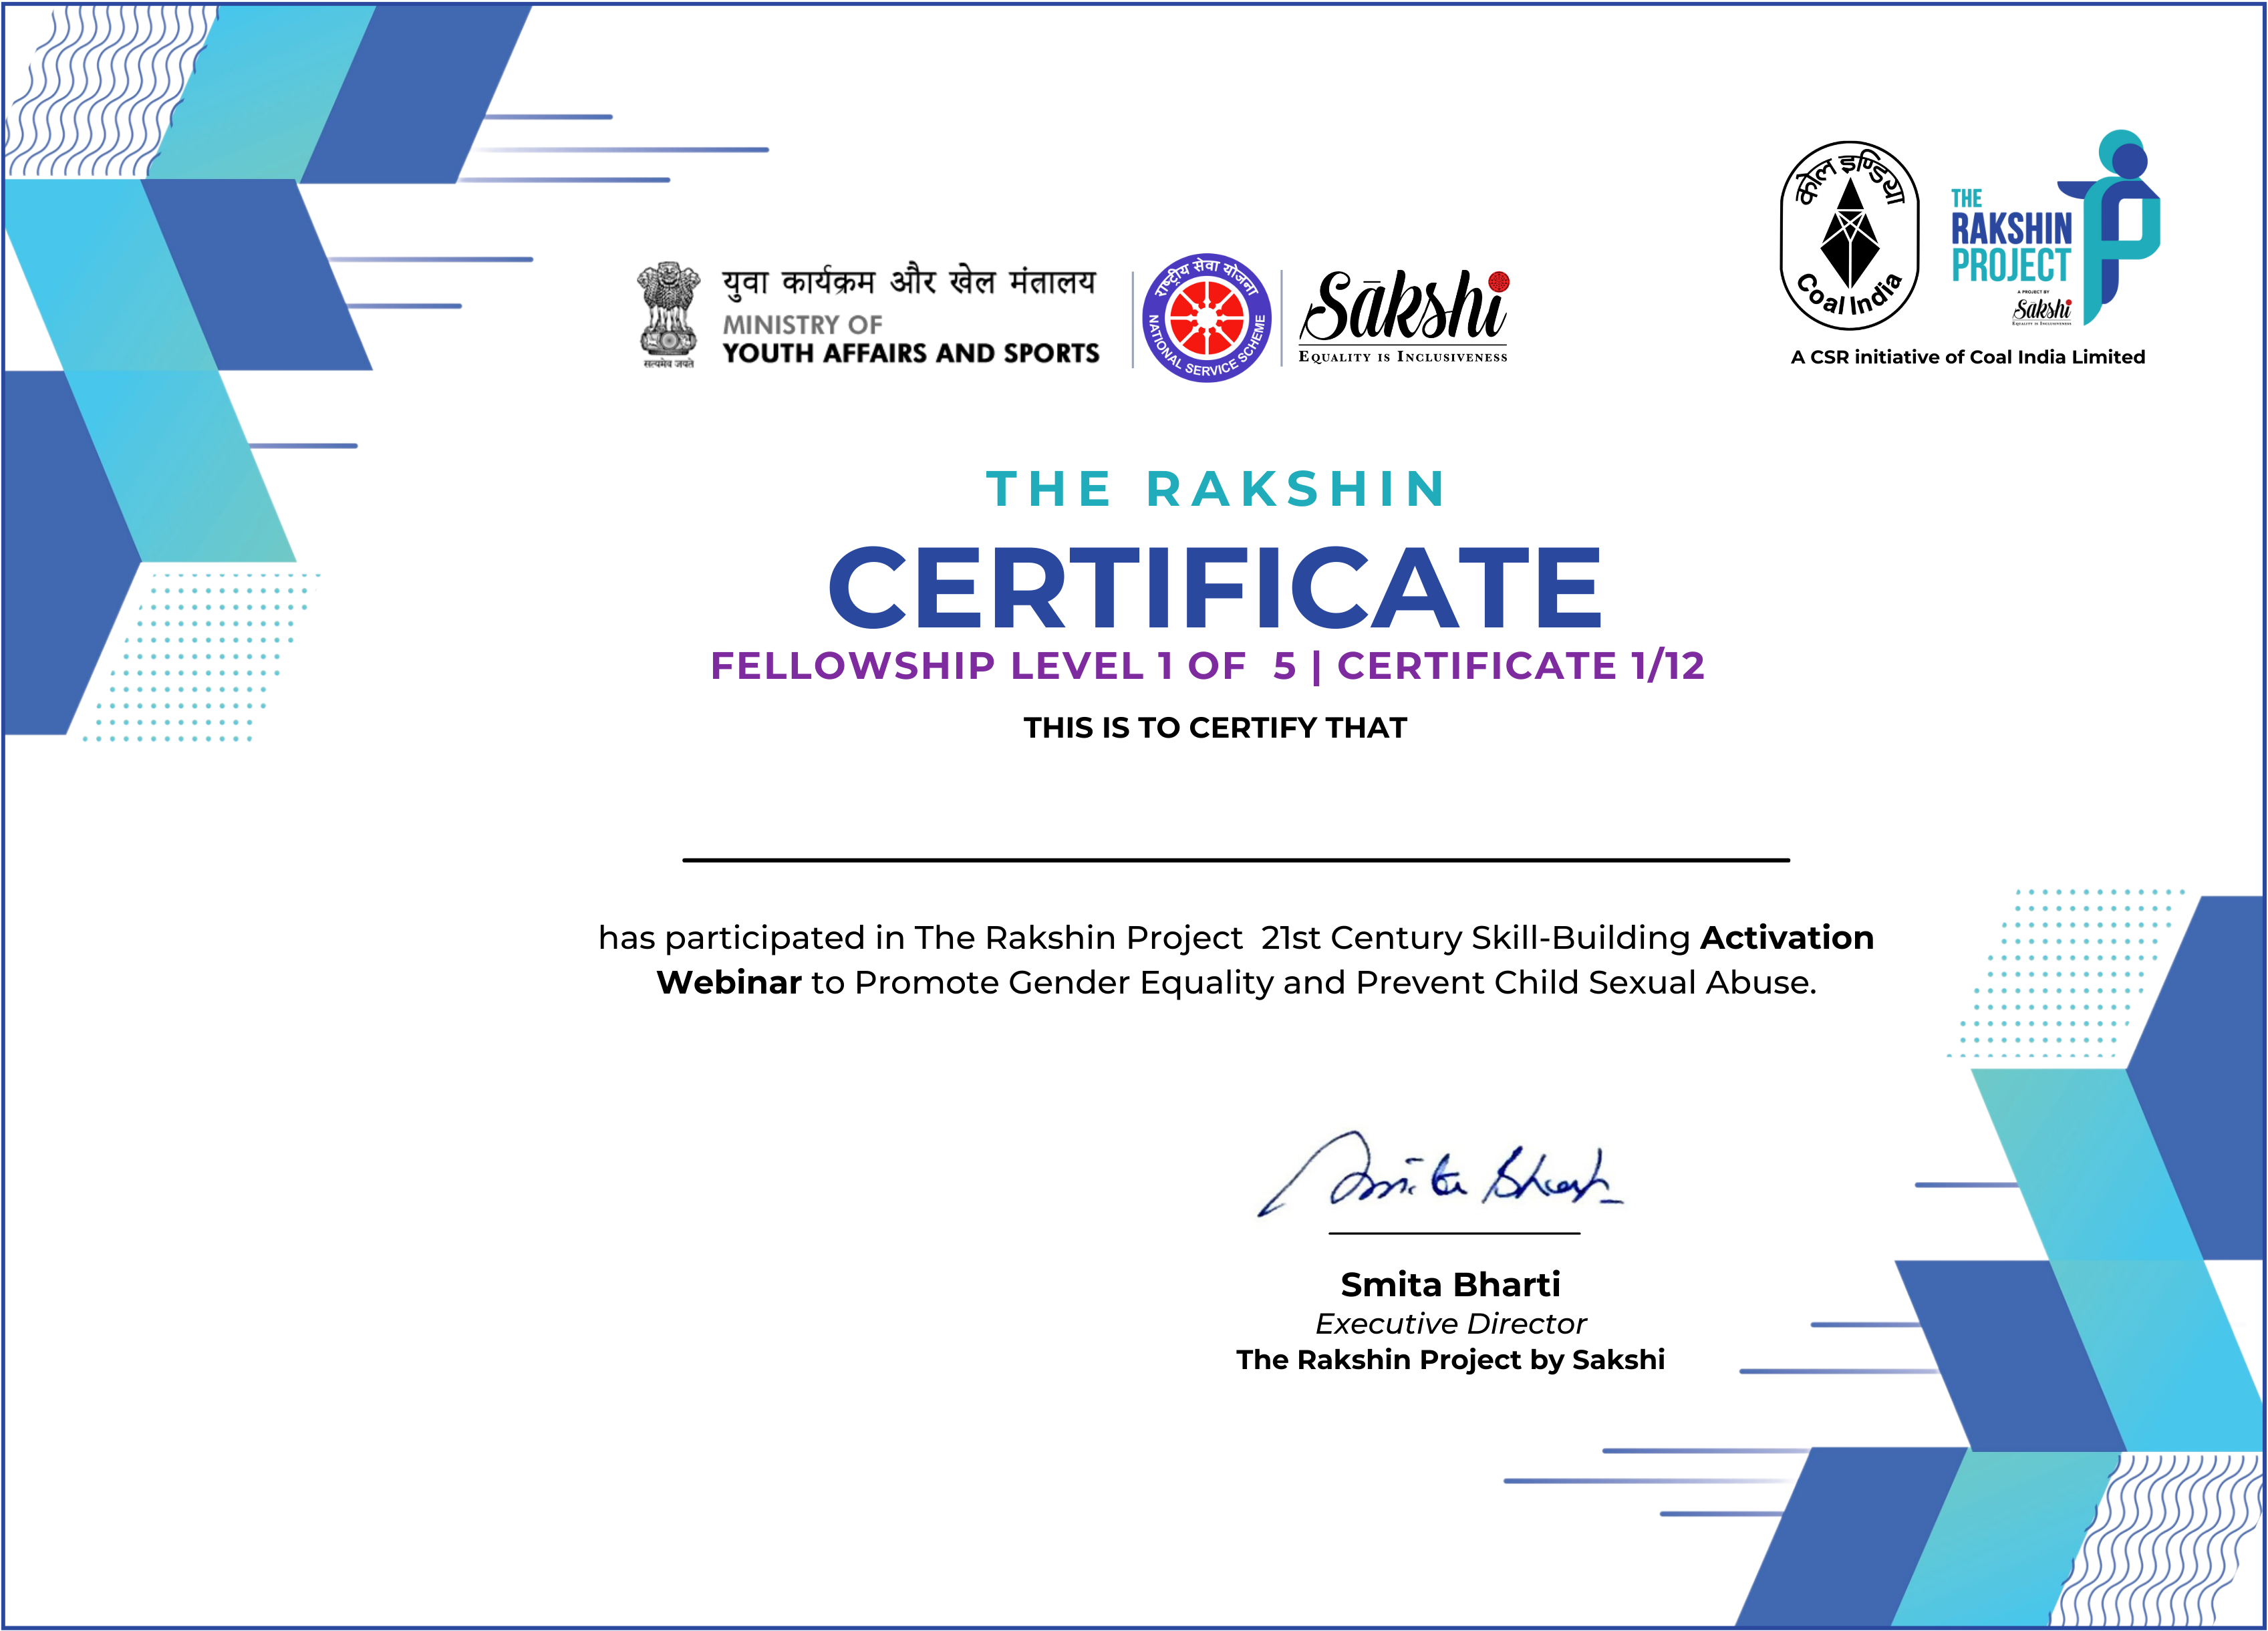 कोल इण्डिया
Coal India
THE
RAKSHIN
PROJECT
A PROJECT BY
Sākshi
EQUALITY IS INCLUSIVENESS
A CSR initiative of Coal India Limited
सत्यमेव जयते
युवा कार्यक्रम और खेल मंत्रालय
MINISTRY OF
YOUTH AFFAIRS AND SPORTS
राष्ट्रीय सेवा योजना
NATIONAL SERVICE SCHEME
Sākshi
EQUALITY IS INCLUSIVENESS
THE RAKSHIN
CERTIFICATE
FELLOWSHIP LEVEL 1 OF 5 | CERTIFICATE 1/12
THIS IS TO CERTIFY THAT
has participated in The Rakshin Project 21st Century Skill-Building Activation
Webinar to Promote Gender Equality and Prevent Child Sexual Abuse.
Smita Bharti
Smita Bharti
Executive Director
The Rakshin Project by Sakshi